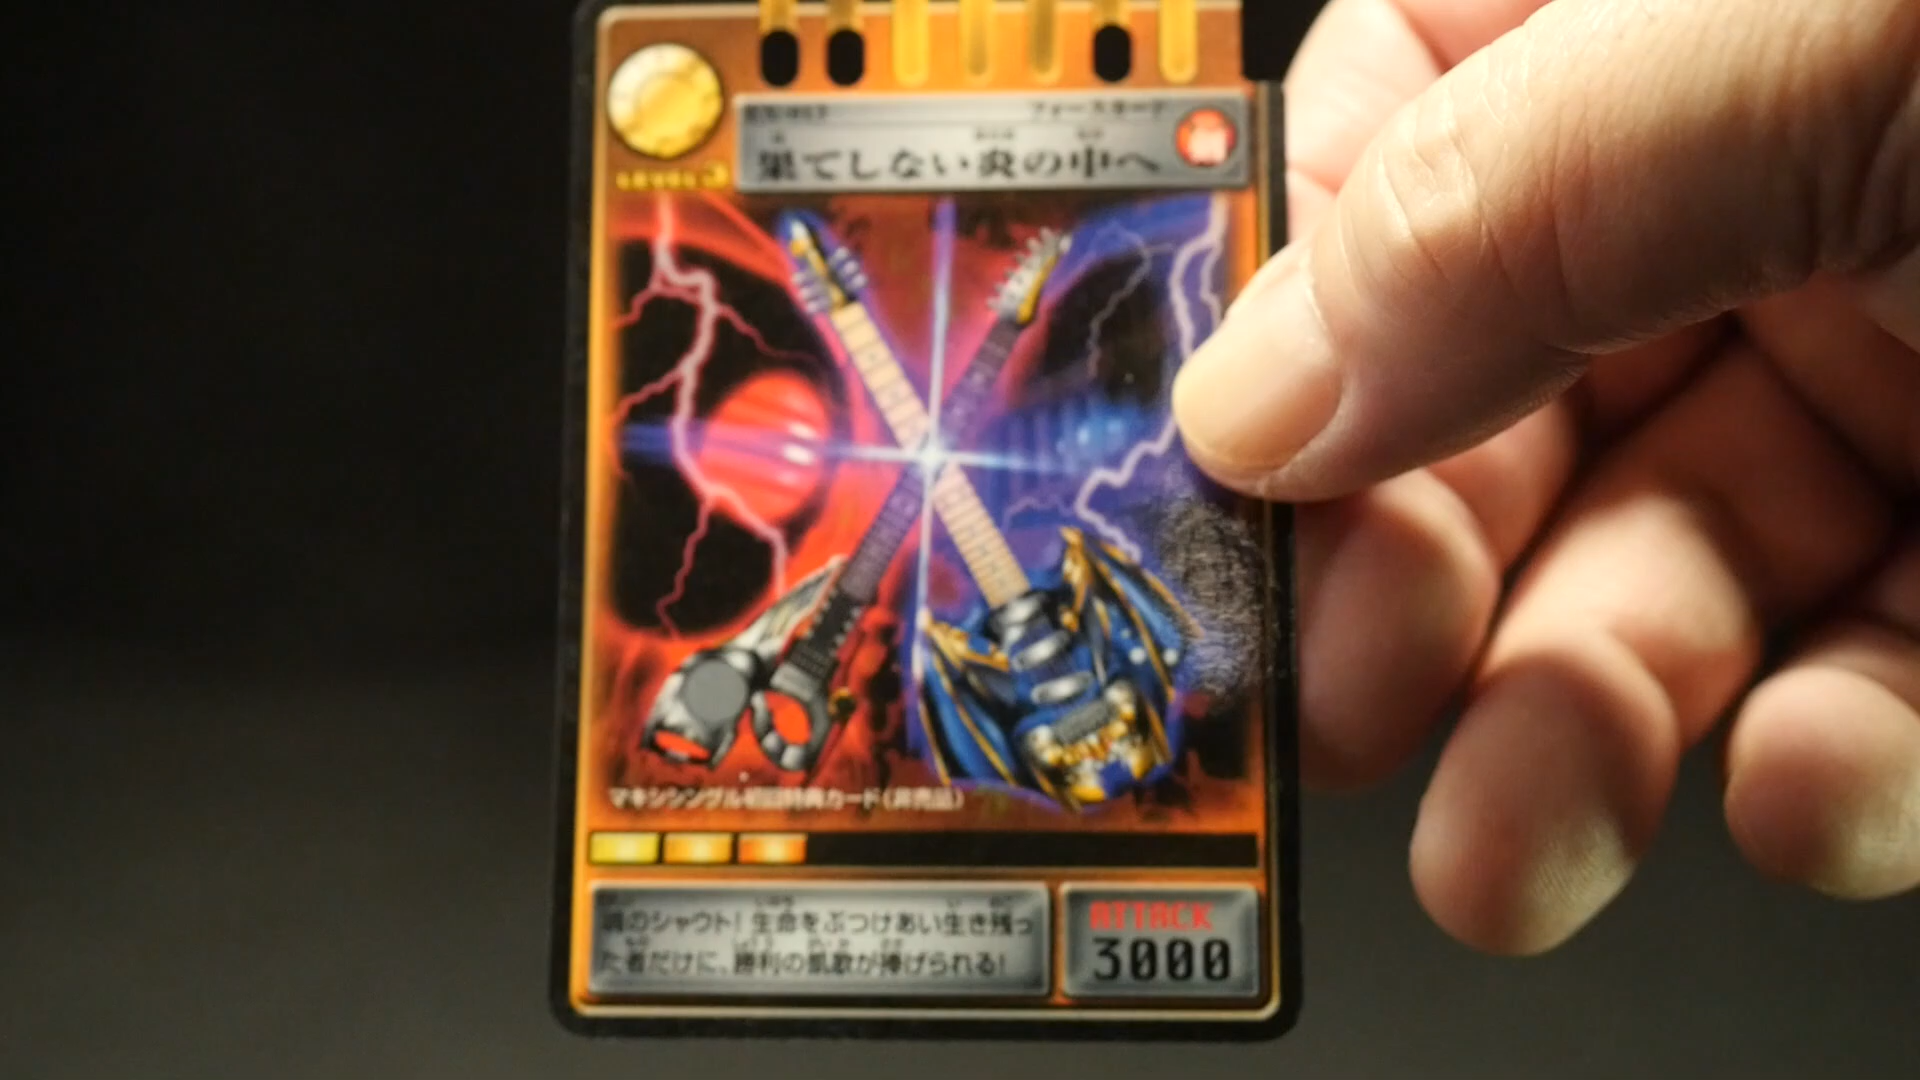 フォースカード
LEVEL 3
果てしない炎の中へ
マキシシングル初回特典カード(非売品)
魂のシャウト! 生命をぶつけあい生き残っ
た者だけに、勝利の凱歌が捧げられる!
ATTACK
3000